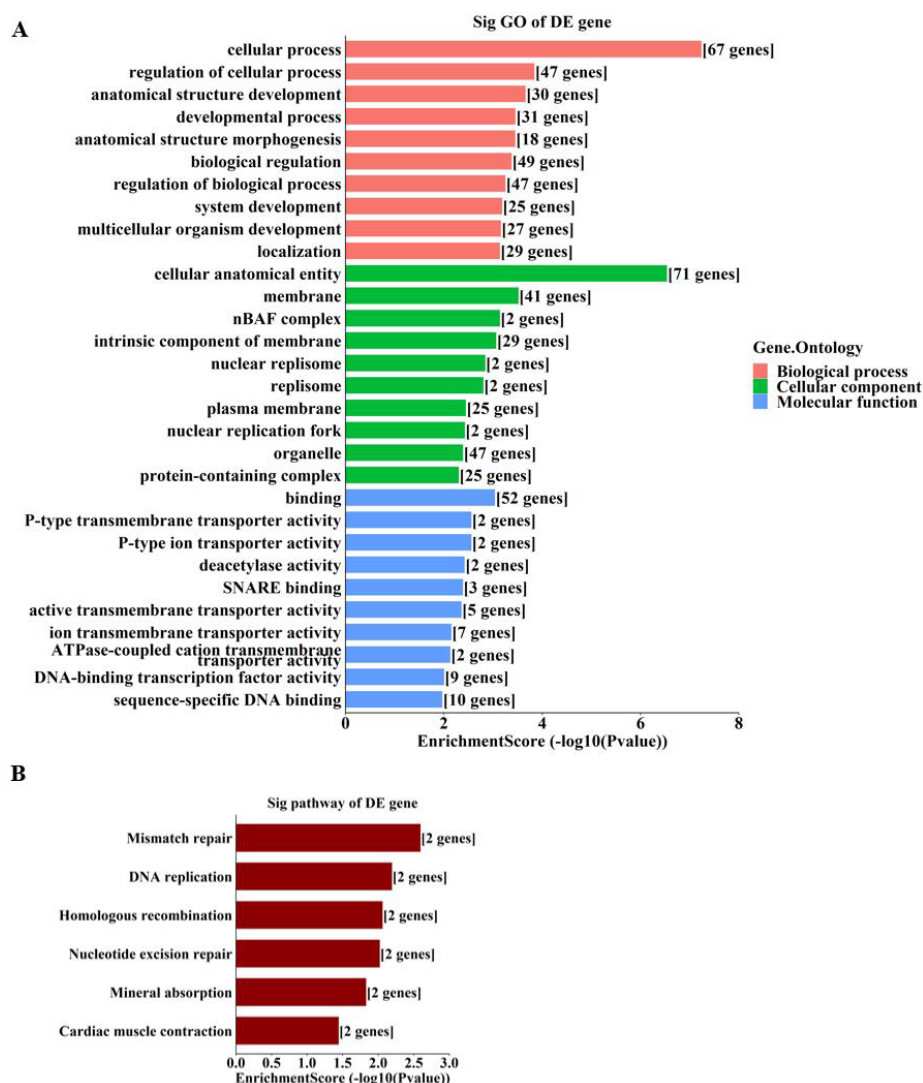 A
Sig GO of DE gene
cellular process [67 genes]
regulation of cellular process [47 genes]
anatomical structure development [30 genes]
developmental process [31 genes]
anatomical structure morphogenesis [18 genes]
biological regulation [49 genes]
regulation of biological process [47 genes]
system development [25 genes]
multicellular organism development [27 genes]
localization [29 genes]
cellular anatomical entity [71 genes]
membrane [41 genes]
nBAF complex [2 genes]
intrinsic component of membrane [29 genes]
nuclear replisome [2 genes]
replisome [2 genes]
plasma membrane [25 genes]
nuclear replication fork [2 genes]
organelle [47 genes]
protein-containing complex [25 genes]
binding [52 genes]
P-type transmembrane transporter activity [2 genes]
P-type ion transporter activity [2 genes]
deacetylase activity [2 genes]
SNARE binding [3 genes]
active transmembrane transporter activity [5 genes]
ion transmembrane transporter activity [7 genes]
ATPase-coupled cation transmembrane
transporter activity [2 genes]
DNA-binding transcription factor activity [9 genes]
sequence-specific DNA binding [10 genes]
0 2 4 6 8
EnrichmentScore (-log10(Pvalue))
Gene.Ontology
Biological process
Cellular component
Molecular function
B
Sig pathway of DE gene
Mismatch repair [2 genes]
DNA replication [2 genes]
Homologous recombination [2 genes]
Nucleotide excision repair [2 genes]
Mineral absorption [2 genes]
Cardiac muscle contraction [2 genes]
0.0 0.5 1.0 1.5 2.0 2.5 3.0
EnrichmentScore (-log10(Pvalue))